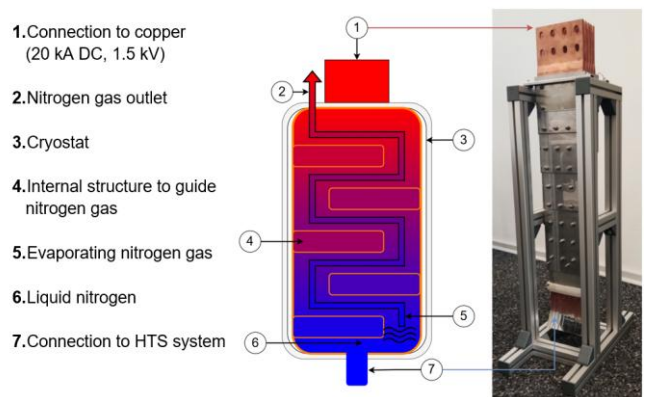 1.Connection to copper
(20 kA DC, 1.5 kV)
2.Nitrogen gas outlet
3.Cryostat
4.Internal structure to guide
nitrogen gas
5.Evaporating nitrogen gas
6.Liquid nitrogen
7.Connection to HTS system
1
2
3
4
5
6
7